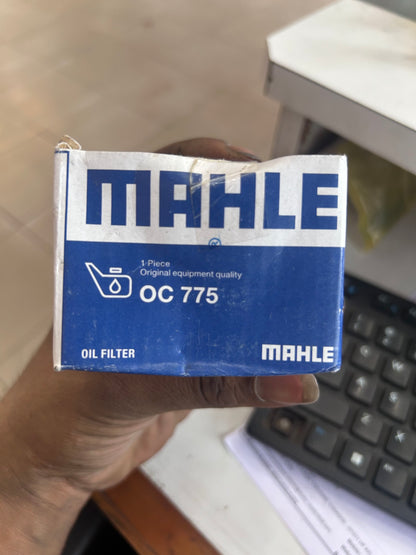 MAHLE
1-Piece
Original equipment quality
OC 775
OIL FILTER
MAHLE